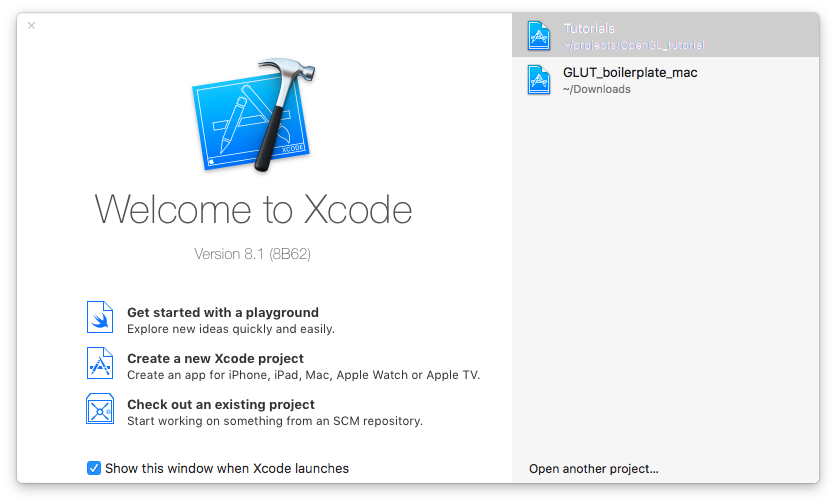 Tutorials
~/projects/OpenGL_tutorial
GLUT_boilerplate_mac
~/Downloads
XCODE
Welcome to Xcode
Version 8.1 (8B62)
Get started with a playground
Explore new ideas quickly and easily.
Create a new Xcode project
Create an app for iPhone, iPad, Mac, Apple Watch or Apple TV.
Check out an existing project
Start working on something from an SCM repository.
Show this window when Xcode launches
Open another project...